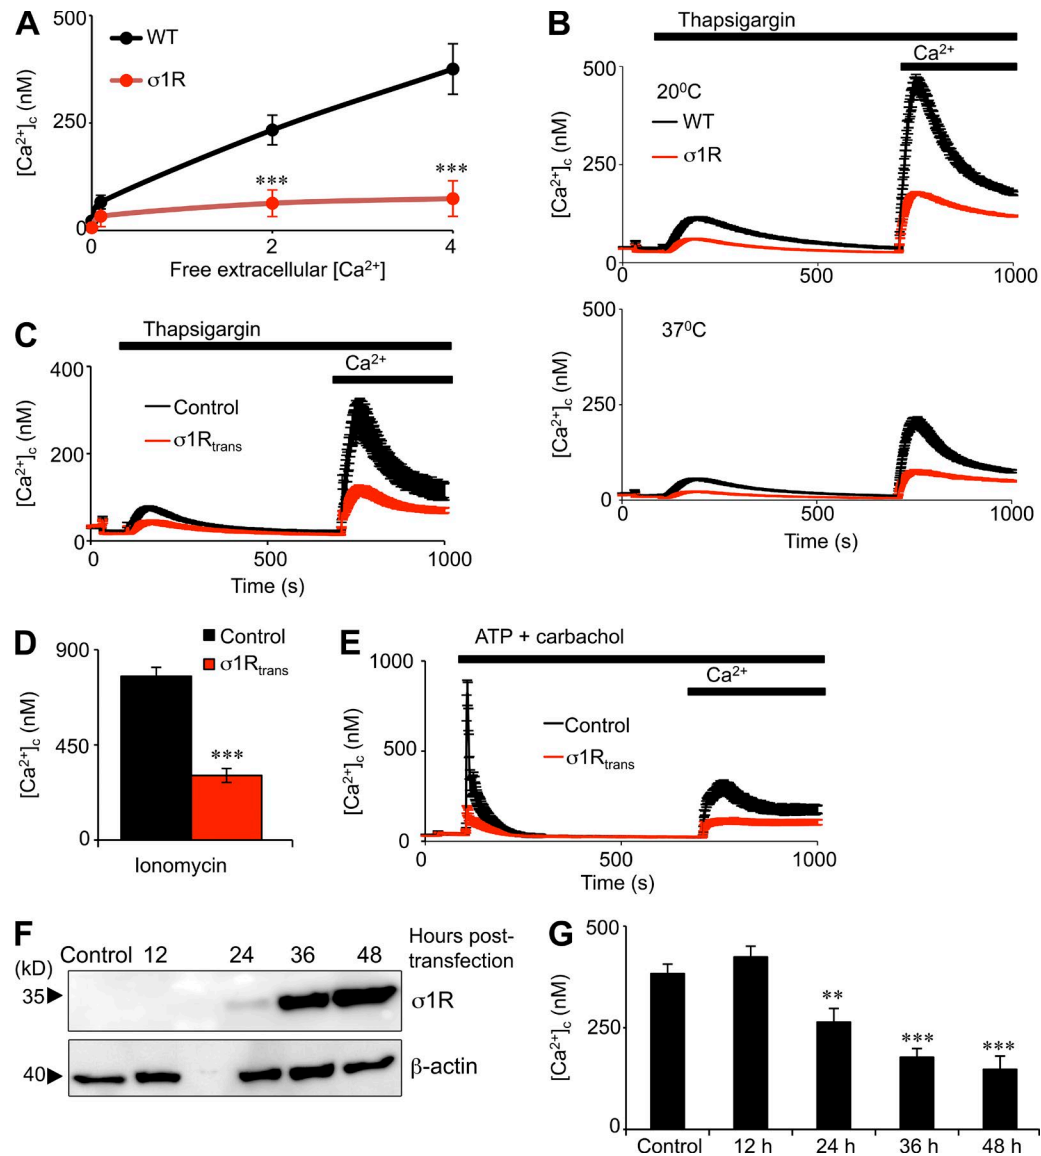 A
500
[Ca²⁺]c (nM)
WT
σ1R
250
***
***
0
0
2
4
Free extracellular [Ca²⁺]
B
Thapsigargin
Ca²⁺
500
20⁰C
WT
σ1R
[Ca²⁺]c (nM)
250
0
0
500
1000
500
37⁰C
[Ca²⁺]c (nM)
250
0
0
500
1000
Time (s)
C
Thapsigargin
Ca²⁺
400
Control
σ1Rtrans
[Ca²⁺]c (nM)
200
0
0
500
1000
Time (s)
D
Control
σ1Rtrans
900
[Ca²⁺]c (nM)
450
***
0
Ionomycin
E
ATP + carbachol
1000
Ca²⁺
Control
σ1Rtrans
[Ca²⁺]c (nM)
500
0
0
500
1000
Time (s)
F
Control 12 24 36 48
Hours post-
transfection
(kD)
35
σ1R
40
β-actin
G
500
[Ca²⁺]c (nM)
250
**
***
***
0
Control 12 h 24 h 36 h 48 h